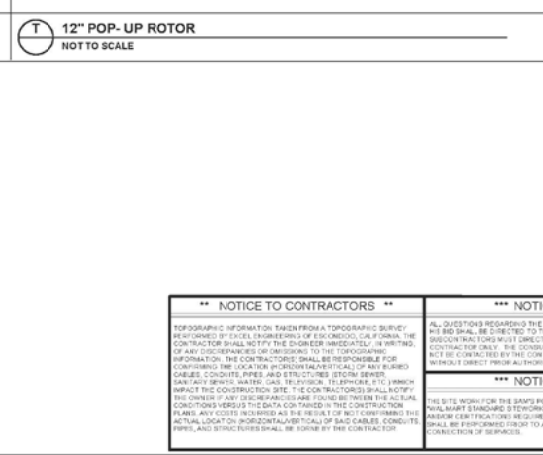 T
12" POP- UP ROTOR
NOT TO SCALE
** NOTICE TO CONTRACTORS **
TOPOGRAPHIC INFORMATION TAKEN FROM A TOPOGRAPHIC SURVEY
PERFORMED BY EXCEL ENGINEERING OF ESCONDIDO, CALIFORNIA. THE
CONTRACTOR SHALL NOTIFY THE ENGINEER IMMEDIATELY, IN WRITING,
OF ANY DISCREPANCIES OR OMISSIONS TO THE TOPOGRAPHIC
INFORMATION. THE CONTRACTOR(S) SHALL BE RESPONSIBLE FOR
CONFIRMING THE LOCATION (HORIZONTAL/VERTICAL) OF ANY BURIED
CABLES, CONDUITS, PIPES, AND STRUCTURES (STORM SEWER,
SANITARY SEWER, WATER, GAS, TELEVISION, TELEPHONE, ETC.) WHICH
IMPACT THE CONSTRUCTION SITE. THE CONTRACTOR(S) SHALL NOTIFY
THE OWNER IF ANY DISCREPANCIES ARE FOUND BETWEEN THE ACTUAL
CONDITIONS VERSUS THE DATA CONTAINED IN THE CONSTRUCTION
PLANS. ANY COSTS INCURRED AS THE RESULT OF NOT CONFIRMING THE
ACTUAL LOCATION (HORIZONTAL/VERTICAL) OF SAID CABLES, CONDUITS,
PIPES, AND STRUCTURES SHALL BE BORNE BY THE CONTRACTOR.
*** NOTI
ALL QUESTIONS REGARDING THE
HIS BID SHALL BE DIRECTED TO T
SUBCONTRACTORS MUST DIRECT
CONTRACTOR ONLY. THE CONSU
NOT BE CONTACTED BY THE CON
WITHOUT DIRECT PRIOR AUTHOR
*** NOTI
THE SITE WORK FOR THE SAM'S PO
"WAL-MART STANDARD SITEWORK
AND/OR CERTIFICATIONS REQUIRE
SHALL BE PERFORMED PRIOR TO A
CONNECTION OF SERVICES.